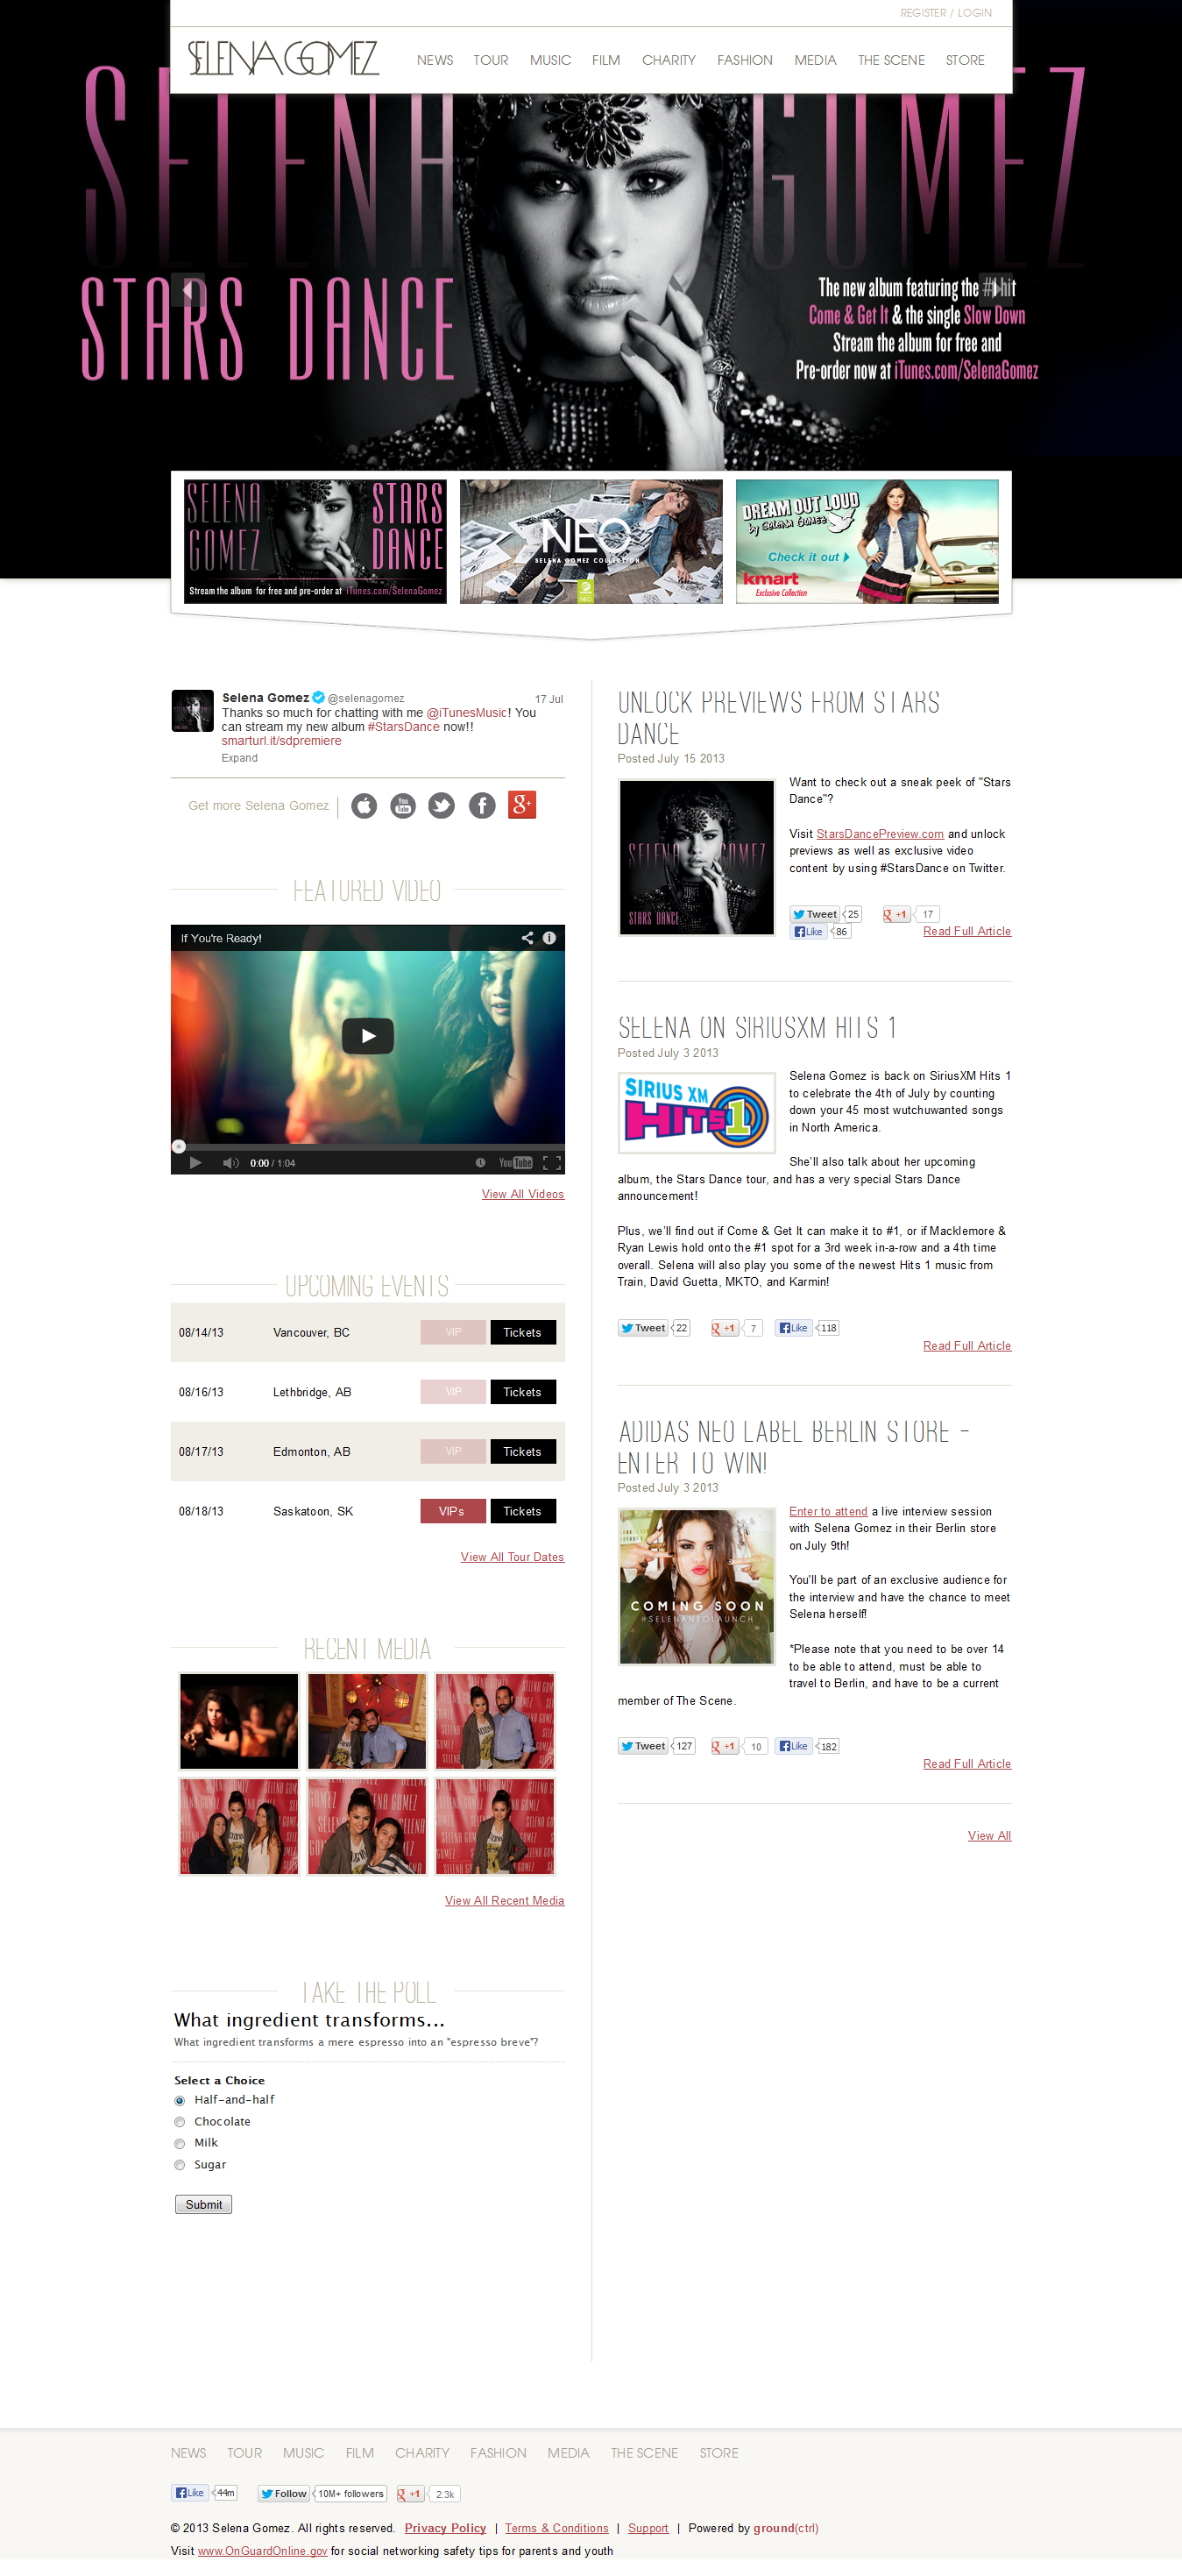 REGISTER / LOGIN
SELENA GOMEZ
NEWS TOUR MUSIC FILM CHARITY FASHION MEDIA THE SCENE STORE
SELENA GOMEZ
STARS DANCE
The new album featuring the #1 hit
Come & Get It & the single Slow Down
Stream the album for free and
Pre-order now at iTunes.com/SelenaGomez
SELENA GOMEZ
STARS DANCE
Stream the album for free and pre-order at iTunes.com/SelenaGomez
NEO
SELENA GOMEZ COLLECTION
DREAM OUT LOUD
by SELENA GOMEZ
Check it out
kmart
Exclusive Collection
Selena Gomez @selenagomez 17 Jul
Thanks so much for chatting with me @iTunesMusic! You
can stream my new album #StarsDance now!!
smarturl.it/sdpremiere
Expand
Get more Selena Gomez
You Tube
g+
FEATURED VIDEO
If You're Ready!
0:00 / 1:04
YouTube
View All Videos
UPCOMING EVENTS
08/14/13 Vancouver, BC VIP Tickets
08/16/13 Lethbridge, AB VIP Tickets
08/17/13 Edmonton, AB VIP Tickets
08/18/13 Saskatoon, SK VIPs Tickets
View All Tour Dates
RECENT MEDIA
View All Recent Media
TAKE THE POLL
What ingredient transforms...
What ingredient transforms a mere espresso into an "espresso breve"?
Select a Choice
Half-and-half
Chocolate
Milk
Sugar
Submit
UNLOCK PREVIEWS FROM STARS
DANCE
Posted July 15 2013
SELENA GOMEZ
STARS DANCE
Want to check out a sneak peek of "Stars
Dance"?
Visit StarsDancePreview.com and unlock
previews as well as exclusive video
content by using #StarsDance on Twitter.
Tweet 25 g +1 17
Like 86
Read Full Article
SELENA ON SIRIUSXM HITS 1
Posted July 3 2013
SIRIUS XM
HITS 1
Selena Gomez is back on SiriusXM Hits 1
to celebrate the 4th of July by counting
down your 45 most wutchuwanted songs
in North America.
She'll also talk about her upcoming
album, the Stars Dance tour, and has a very special Stars Dance
announcement!
Plus, we'll find out if Come & Get It can make it to #1, or if Macklemore &
Ryan Lewis hold onto the #1 spot for a 3rd week in-a-row and a 4th time
overall. Selena will also play you some of the newest Hits 1 music from
Train, David Guetta, MKTO, and Karmin!
Tweet 22 g +1 7 Like 118
Read Full Article
ADIDAS NEO LABEL BERLIN STORE -
ENTER TO WIN!
Posted July 3 2013
COMING SOON
#SELENANEOLAUNCH
Enter to attend a live interview session
with Selena Gomez in their Berlin store
on July 9th!
You'll be part of an exclusive audience for
the interview and have the chance to meet
Selena herself!
*Please note that you need to be over 14
to be able to attend, must be able to
travel to Berlin, and have to be a current
member of The Scene.
Tweet 127 g +1 10 Like 182
Read Full Article
View All
NEWS TOUR MUSIC FILM CHARITY FASHION MEDIA THE SCENE STORE
Like 44m Follow 10M+ followers g +1 2.3k
© 2013 Selena Gomez. All rights reserved. Privacy Policy | Terms & Conditions | Support | Powered by ground(ctrl)
Visit www.OnGuardOnline.gov for social networking safety tips for parents and youth